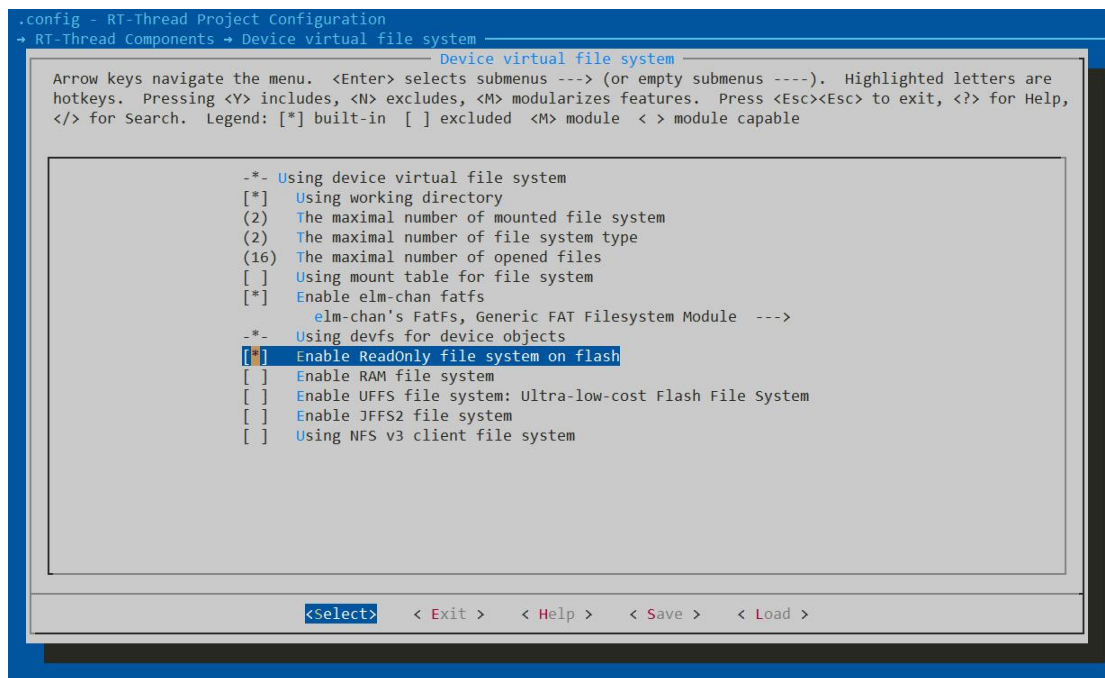 .config - RT-Thread Project Configuration
→ RT-Thread Components → Device virtual file system
Device virtual file system
Arrow keys navigate the menu.  <Enter> selects submenus ---> (or empty submenus ----).  Highlighted letters are
hotkeys.  Pressing <Y> includes, <N> excludes, <M> modularizes features.  Press <Esc><Esc> to exit, <?> for Help,
</> for Search.  Legend: [*] built-in  [ ] excluded  <M> module  < > module capable
-*- Using device virtual file system
[*]   Using working directory
(2)   The maximal number of mounted file system
(2)   The maximal number of file system type
(16)  The maximal number of opened files
[ ]   Using mount table for file system
[*]   Enable elm-chan fatfs
elm-chan's FatFs, Generic FAT Filesystem Module  --->
-*-   Using devfs for device objects
[*]   Enable ReadOnly file system on flash
[ ]   Enable RAM file system
[ ]   Enable UFFS file system: Ultra-low-cost Flash File System
[ ]   Enable JFFS2 file system
[ ]   Using NFS v3 client file system
<Select>    < Exit >    < Help >    < Save >    < Load >